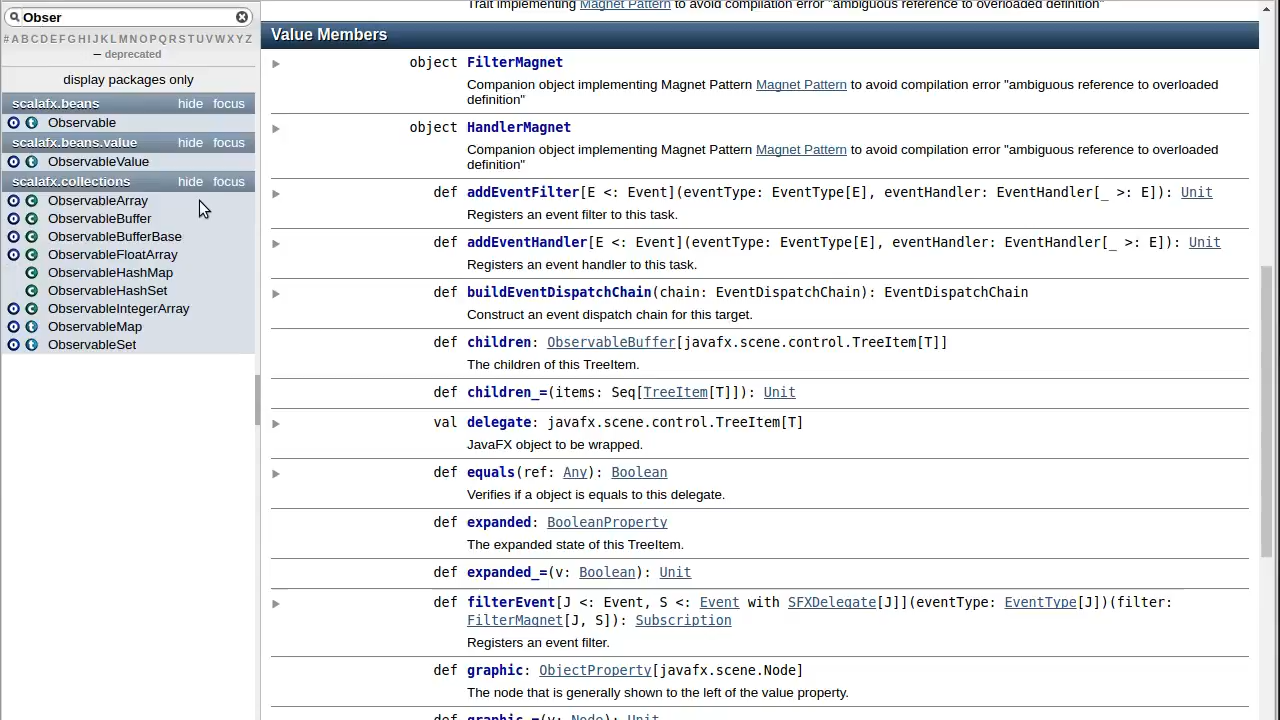 Obser
#ABCDEFGHIJKLMNOPQRSTUVWXYZ
– deprecated
display packages only
scalafx.beans hide focus
Observable
scalafx.beans.value hide focus
ObservableValue
scalafx.collections hide focus
ObservableArray
ObservableBuffer
ObservableBufferBase
ObservableFloatArray
ObservableHashMap
ObservableHashSet
ObservableIntegerArray
ObservableMap
ObservableSet
Trait implementing Magnet Pattern to avoid compilation error "ambiguous reference to overloaded definition"
Value Members
object FilterMagnet
Companion object implementing Magnet Pattern Magnet Pattern to avoid compilation error "ambiguous reference to overloaded
definition"
object HandlerMagnet
Companion object implementing Magnet Pattern Magnet Pattern to avoid compilation error "ambiguous reference to overloaded
definition"
def addEventFilter[E <: Event](eventType: EventType[E], eventHandler: EventHandler[_ >: E]): Unit
Registers an event filter to this task.
def addEventHandler[E <: Event](eventType: EventType[E], eventHandler: EventHandler[_ >: E]): Unit
Registers an event handler to this task.
def buildEventDispatchChain(chain: EventDispatchChain): EventDispatchChain
Construct an event dispatch chain for this target.
def children: ObservableBuffer[javafx.scene.control.TreeItem[T]]
The children of this TreeItem.
def children_=(items: Seq[TreeItem[T]]): Unit
val delegate: javafx.scene.control.TreeItem[T]
JavaFX object to be wrapped.
def equals(ref: Any): Boolean
Verifies if a object is equals to this delegate.
def expanded: BooleanProperty
The expanded state of this TreeItem.
def expanded_=(v: Boolean): Unit
def filterEvent[J <: Event, S <: Event with SFXDelegate[J]](eventType: EventType[J])(filter:
FilterMagnet[J, S]): Subscription
Registers an event filter.
def graphic: ObjectProperty[javafx.scene.Node]
The node that is generally shown to the left of the value property.
def graphic_=(v: Node): Unit